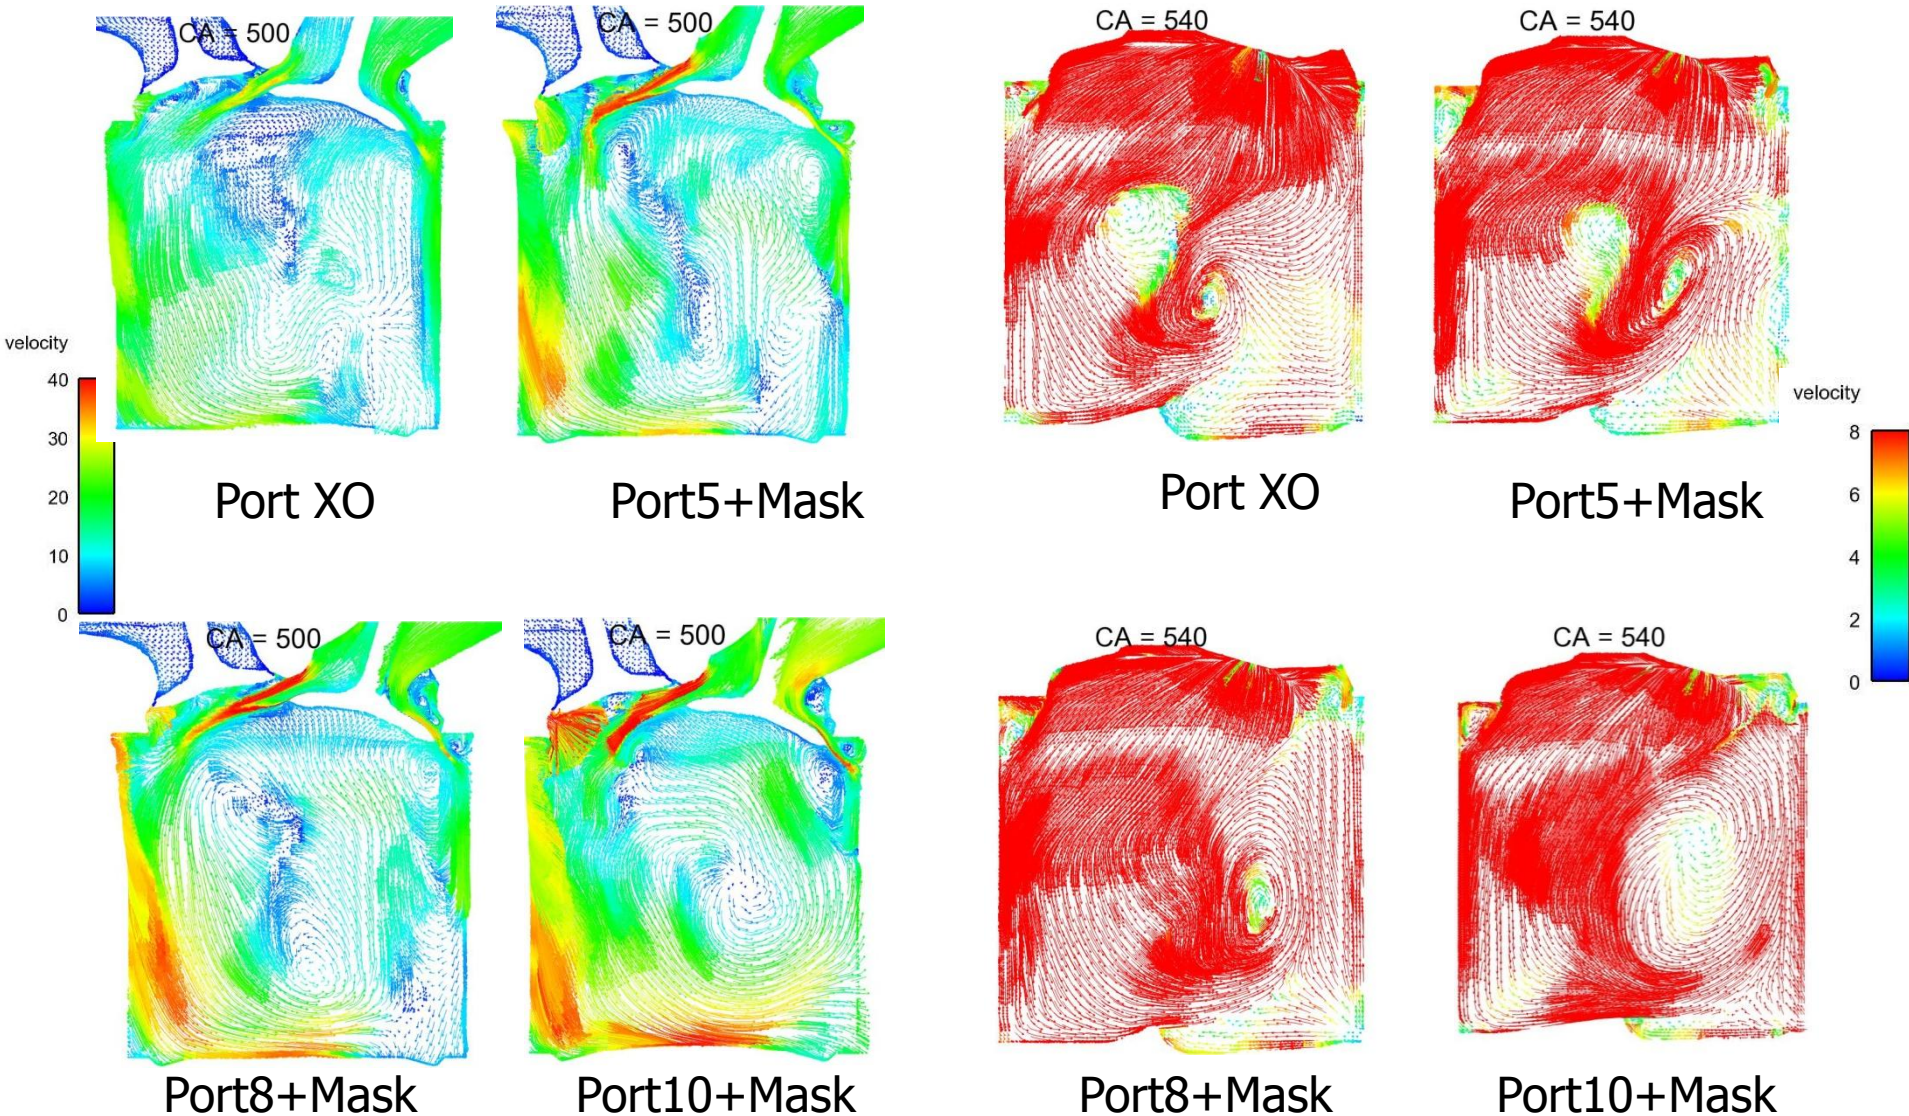 CA = 500
CA = 500
CA = 540
CA = 540
velocity
40
30
20
10
0
velocity
8
6
4
2
0
Port XO
Port5+Mask
Port XO
Port5+Mask
CA = 500
CA = 500
CA = 540
CA = 540
Port8+Mask
Port10+Mask
Port8+Mask
Port10+Mask